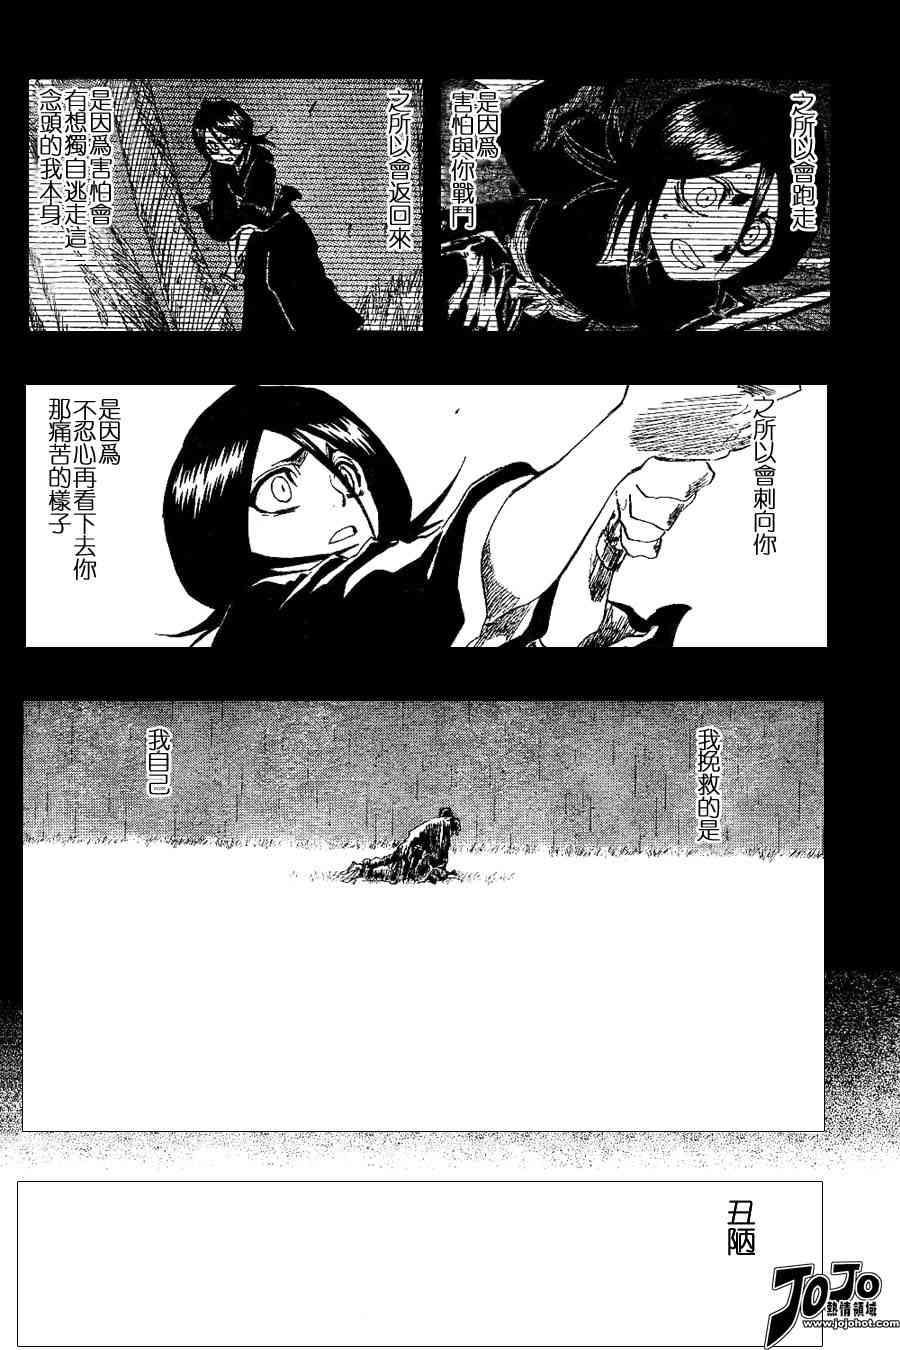 之所以會跑走
是因爲
害怕與你戰鬥
之所以會返回來
是因爲害怕會
有想獨自逃走這
念頭的我本身
之所以會刺向你
是因爲
不忍心再看下去你
那痛苦的樣子
我挽救的是
我自己
丑陋
JOJO
熱情領域
www.jojohot.com